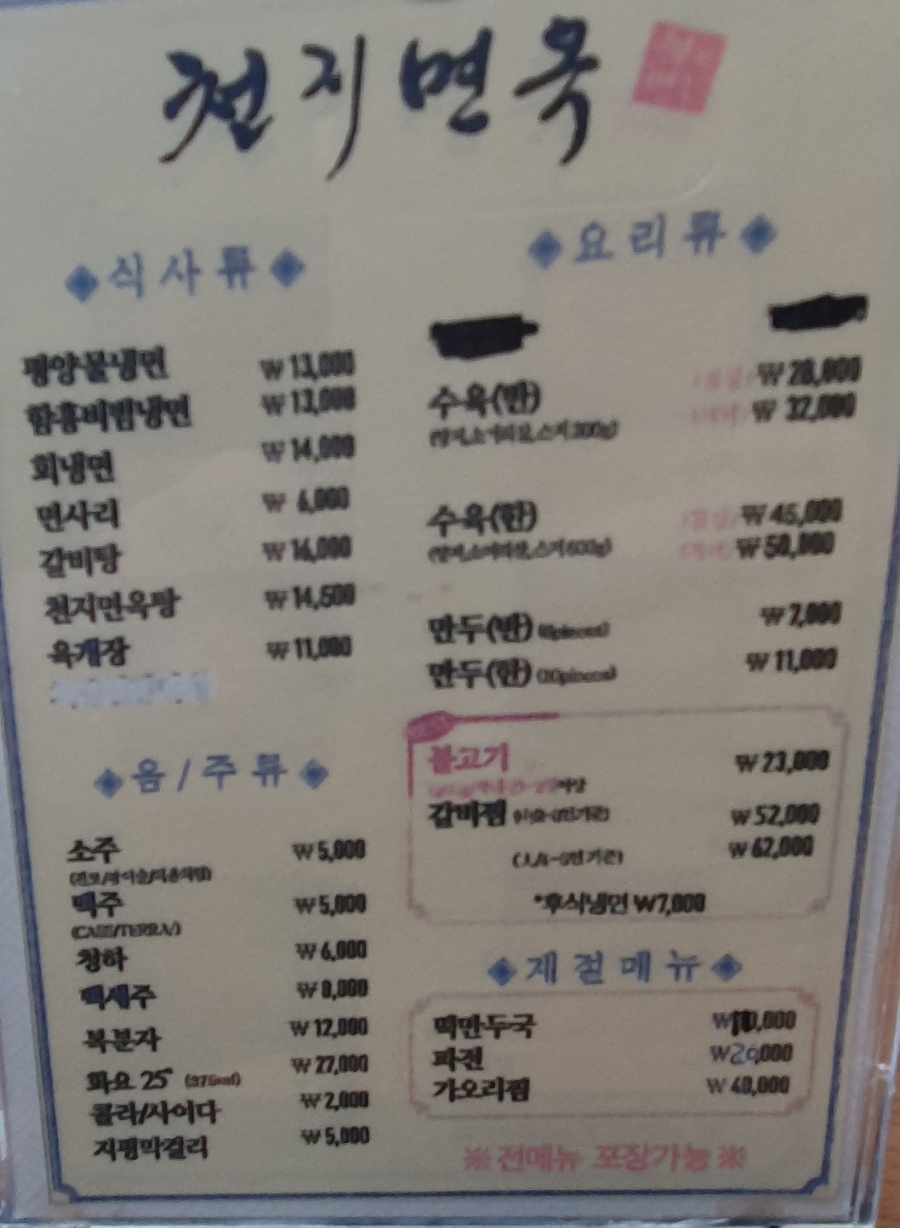 천지면옥
◆식사류◆
평양물냉면 ₩13,000
함흥비빔냉면 ₩13,000
회냉면 ₩14,000
면사리 ₩ 6,000
갈비탕 ₩16,000
천지면옥탕 ₩14,500
육개장 ₩11,000
◆음/주류◆
소주 ₩5,000
맥주 ₩5,000
(CASS/TERRA/)
청하 ₩6,000
백세주 ₩8,000
복분자 ₩12,000
화요 25° (375ml) ₩27,000
콜라/사이다 ₩2,000
지평막걸리 ₩5,000
◆요리류◆
수육(반) ₩28,000
₩ 32,000
수육(한) ₩45,000
₩50,000
만두(반) ₩7,000
만두(한) (10pieces) ₩11,000
불고기 ₩23,000
갈비찜 ₩52,000
₩62,000
*후식냉면 ₩7,000
◆계절메뉴◆
떡만두국 ₩10,000
파전 ₩20,000
가오리찜 ₩40,000
※전메뉴 포장가능※